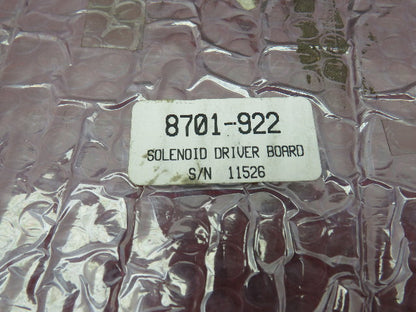 8701-922
SOLENOID DRIVER BOARD
S/N 11526